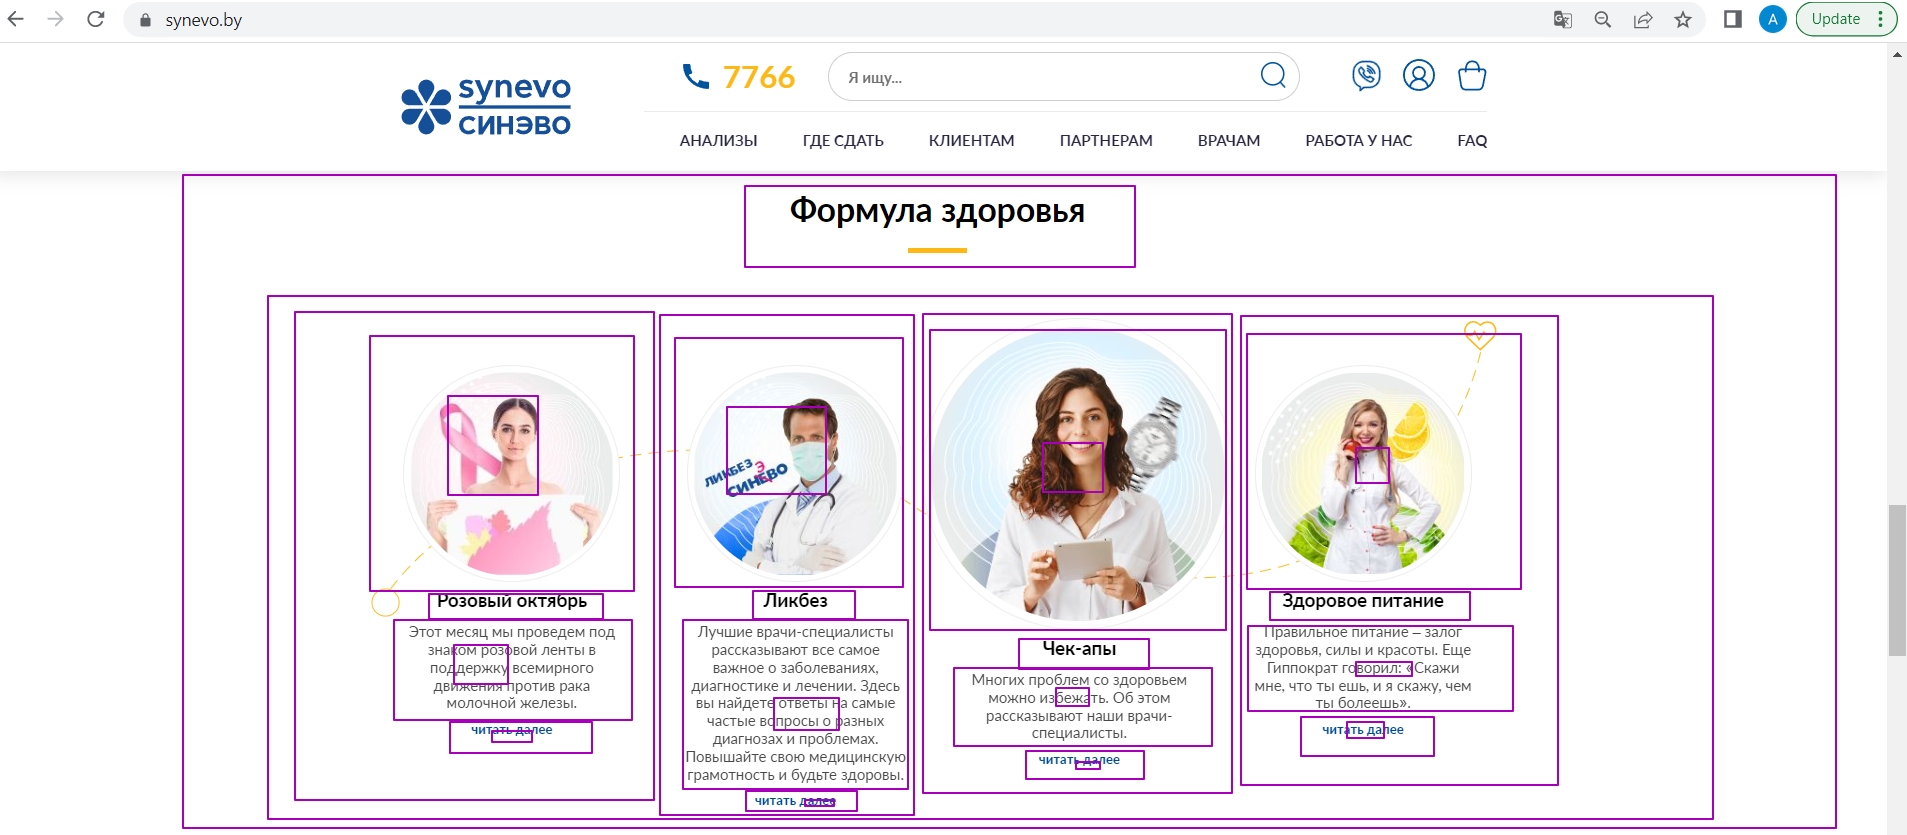 synevo.by
A
Update
synevo
СИНЭВО
7766
Я ищу...
АНАЛИЗЫ ГДЕ СДАТЬ КЛИЕНТАМ ПАРТНЕРАМ ВРАЧАМ РАБОТА У НАС FAQ
Формула здоровья
ЛИКБЕЗ
СИНЭВО
Розовый октябрь
Этот месяц мы проведем под
знаком розовой ленты в
поддержку всемирного
движения против рака
молочной железы.
читать далее
Ликбез
Лучшие врачи-специалисты
рассказывают все самое
важное о заболеваниях,
диагностике и лечении. Здесь
вы найдете ответы на самые
частые вопросы о разных
диагнозах и проблемах.
Повышайте свою медицинскую
грамотность и будьте здоровы.
читать далее
Чек-апы
Многих проблем со здоровьем
можно избежать. Об этом
рассказывают наши врачи-
специалисты.
читать далее
Здоровое питание
Правильное питание – залог
здоровья, силы и красоты. Еще
Гиппократ говорил: «Скажи
мне, что ты ешь, и я скажу, чем
ты болеешь».
читать далее